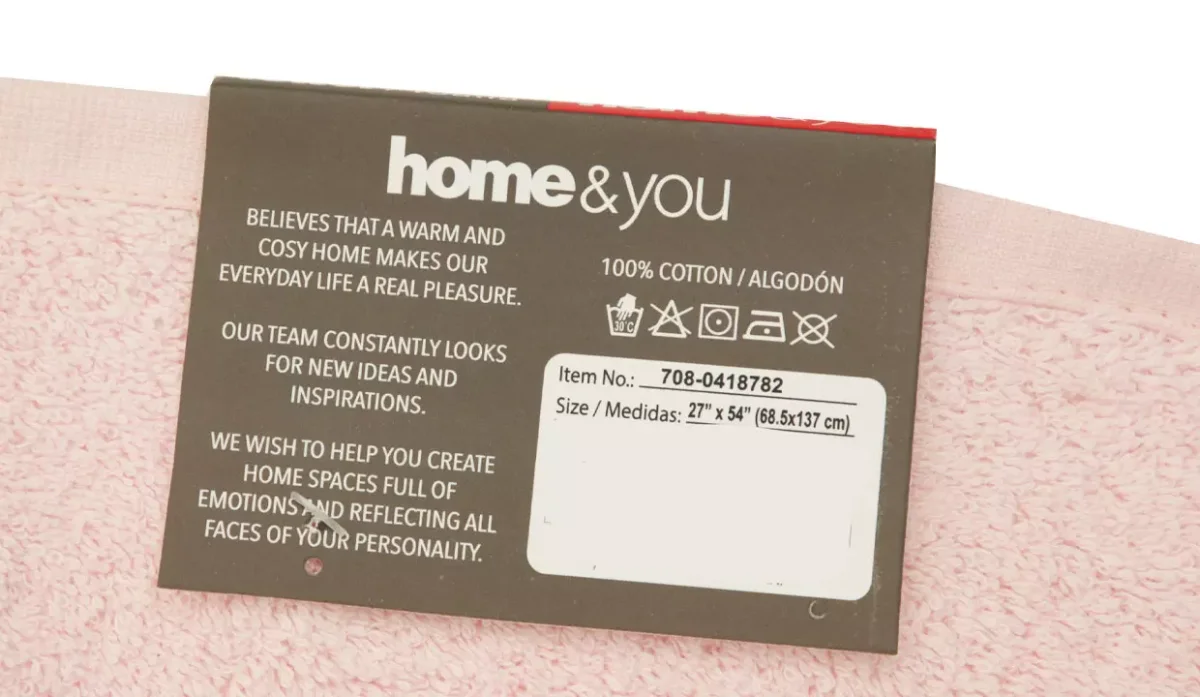 home&you
BELIEVES THAT A WARM AND
COSY HOME MAKES OUR
EVERYDAY LIFE A REAL PLEASURE.
OUR TEAM CONSTANTLY LOOKS
FOR NEW IDEAS AND
INSPIRATIONS.
WE WISH TO HELP YOU CREATE
HOME SPACES FULL OF
EMOTIONS AND REFLECTING ALL
FACES OF YOUR PERSONALITY.
100% COTTON / ALGODÓN
30°C
Item No.: 708-0418782
Size / Medidas: 27" x 54" (68.5x137 cm)